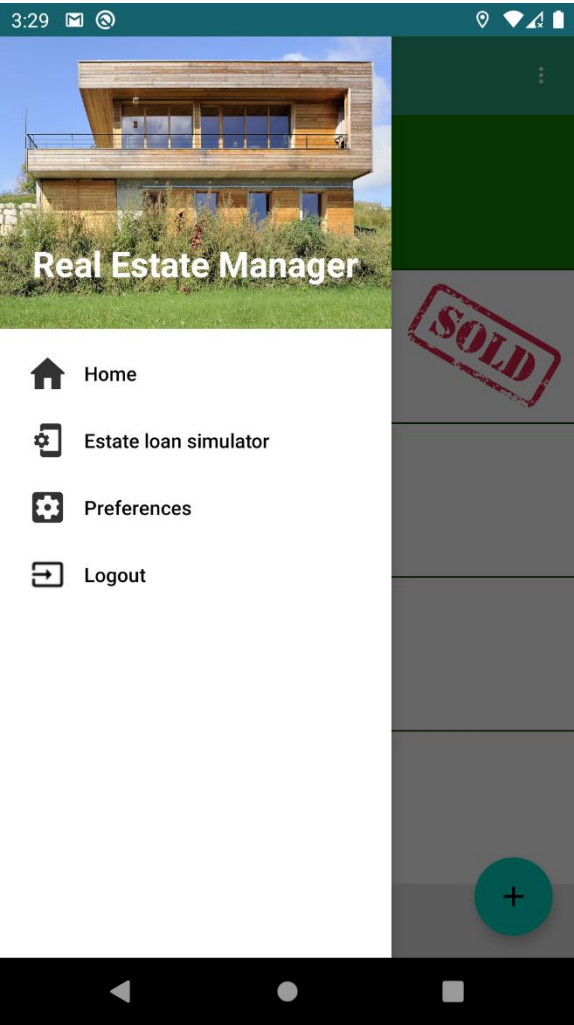 3:29
Real Estate Manager
SOLD
Home
Estate loan simulator
Preferences
Logout